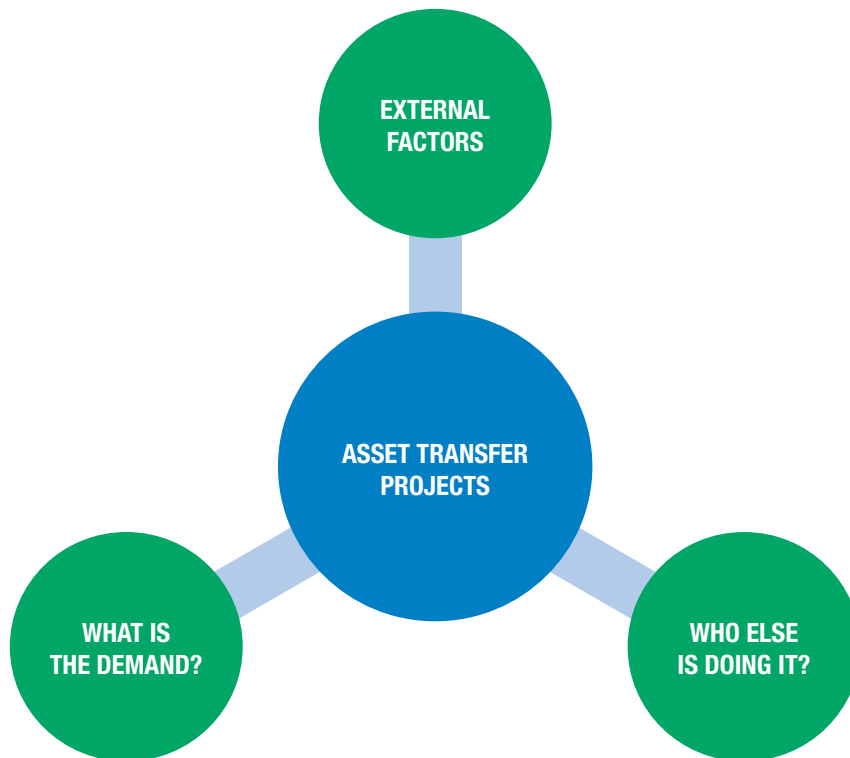 EXTERNAL
FACTORS
ASSET TRANSFER
PROJECTS
WHAT IS
THE DEMAND?
WHO ELSE
IS DOING IT?